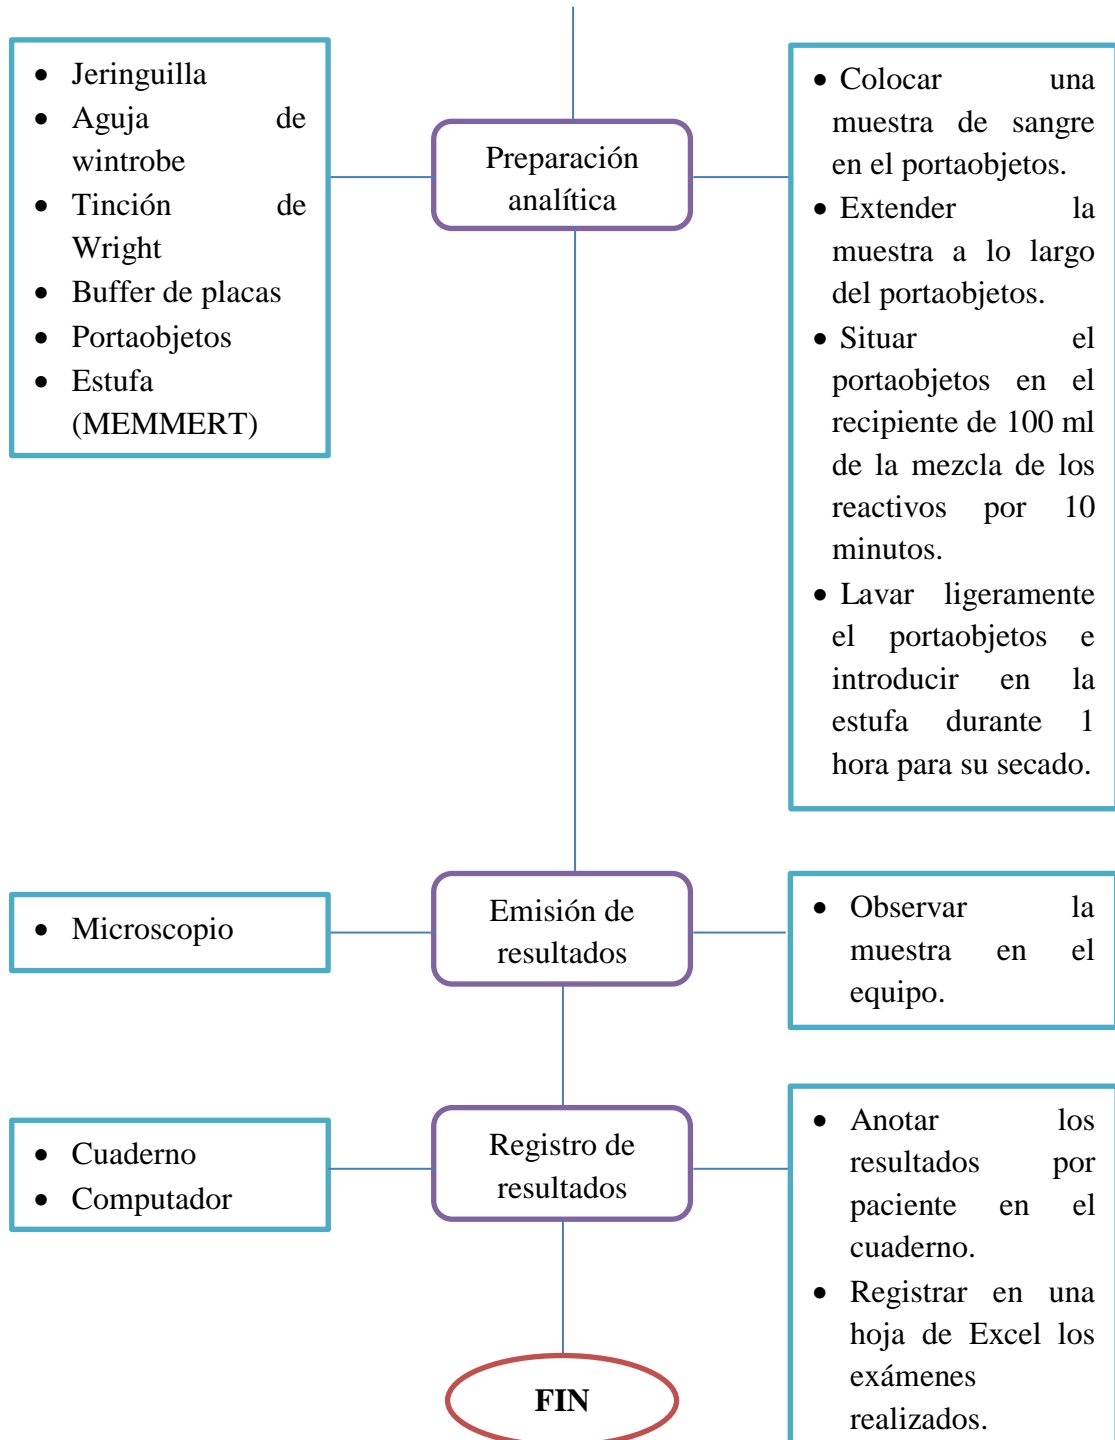 • Jeringuilla
• Aguja de
wintrobe
• Tinción de
Wright
• Buffer de placas
• Portaobjetos
• Estufa
(MEMMERT)
Preparación
analítica
• Colocar una
muestra de sangre
en el portaobjetos.
• Extender la
muestra a lo largo
del portaobjetos.
• Situar el
portaobjetos en el
recipiente de 100 ml
de la mezcla de los
reactivos por 10
minutos.
• Lavar ligeramente
el portaobjetos e
introducir en la
estufa durante 1
hora para su secado.
• Microscopio
Emisión de
resultados
• Observar la
muestra en el
equipo.
• Cuaderno
• Computador
Registro de
resultados
• Anotar los
resultados por
paciente en el
cuaderno.
• Registrar en una
hoja de Excel los
exámenes
realizados.
FIN